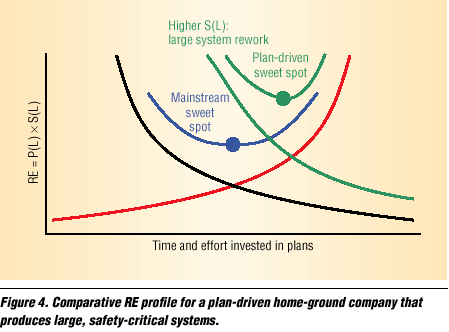 Higher S(L):
large system rework
Plan-driven
sweet spot
Mainstream
sweet
spot
RE = P(L) × S(L)
Time and effort invested in plans
Figure 4. Comparative RE profile for a plan-driven home-ground company that
produces large, safety-critical systems.